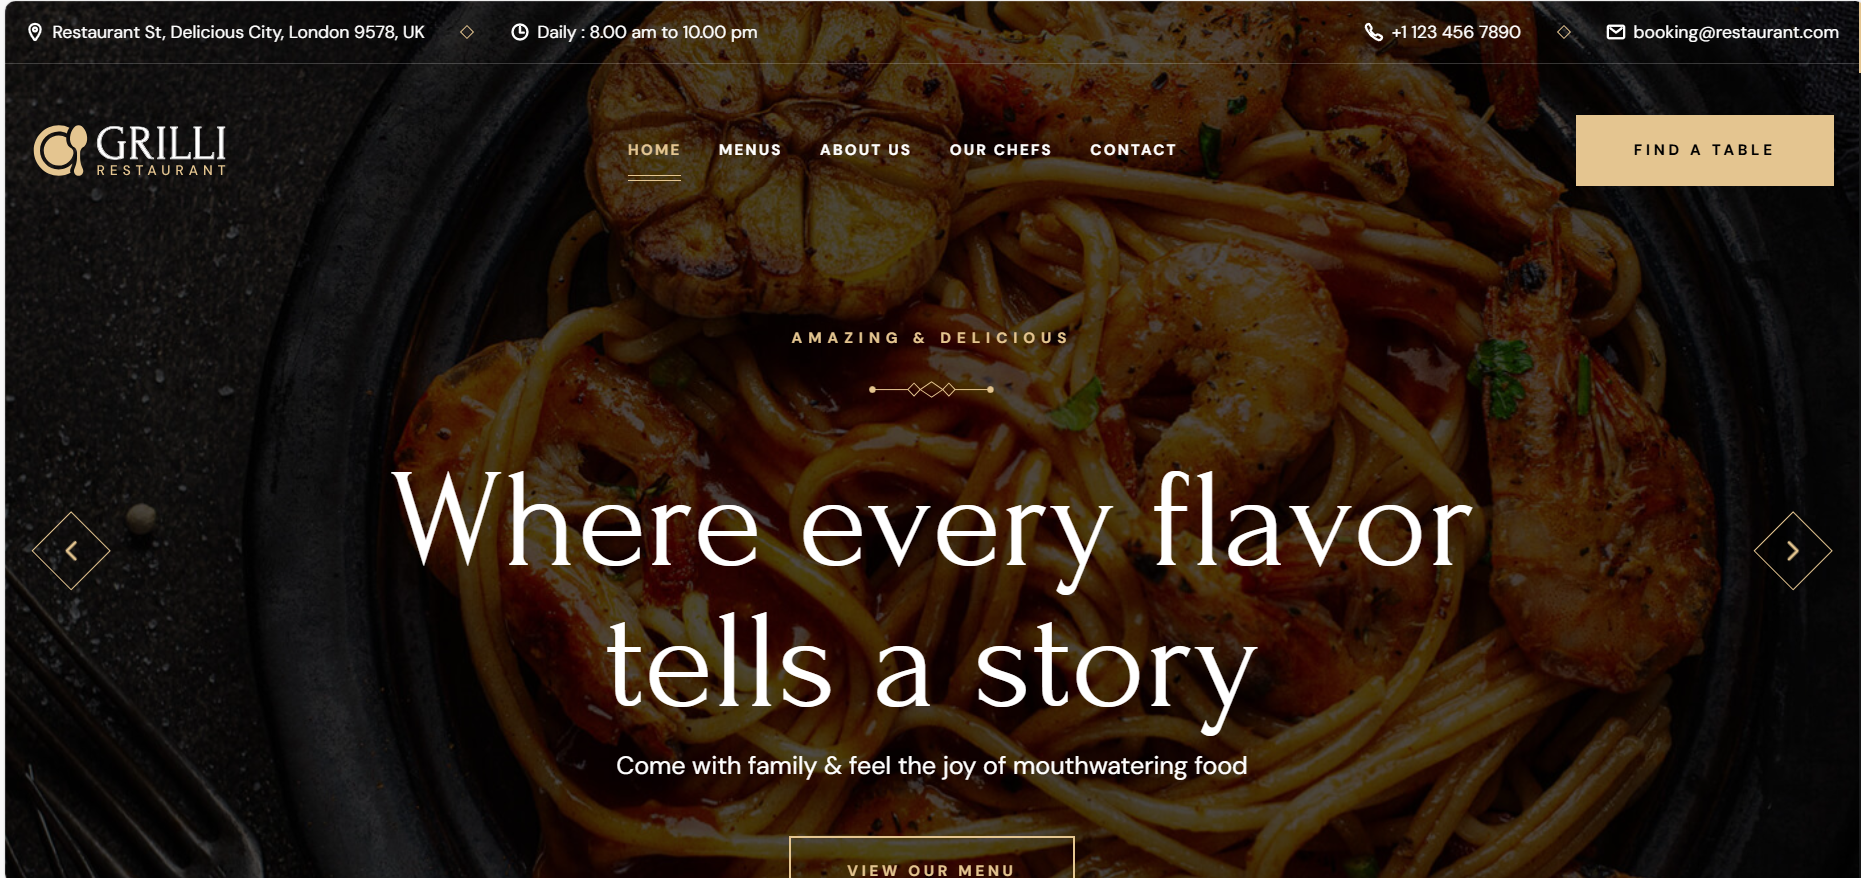 Restaurant St, Delicious City, London 9578, UK
Daily : 8.00 am to 10.00 pm
+1 123 456 7890
booking@restaurant.com
GRILLI
RESTAURANT
HOME
MENUS
ABOUT US
OUR CHEFS
CONTACT
FIND A TABLE
AMAZING & DELICIOUS
Where every flavor
tells a story
Come with family & feel the joy of mouthwatering food
VIEW OUR MENU